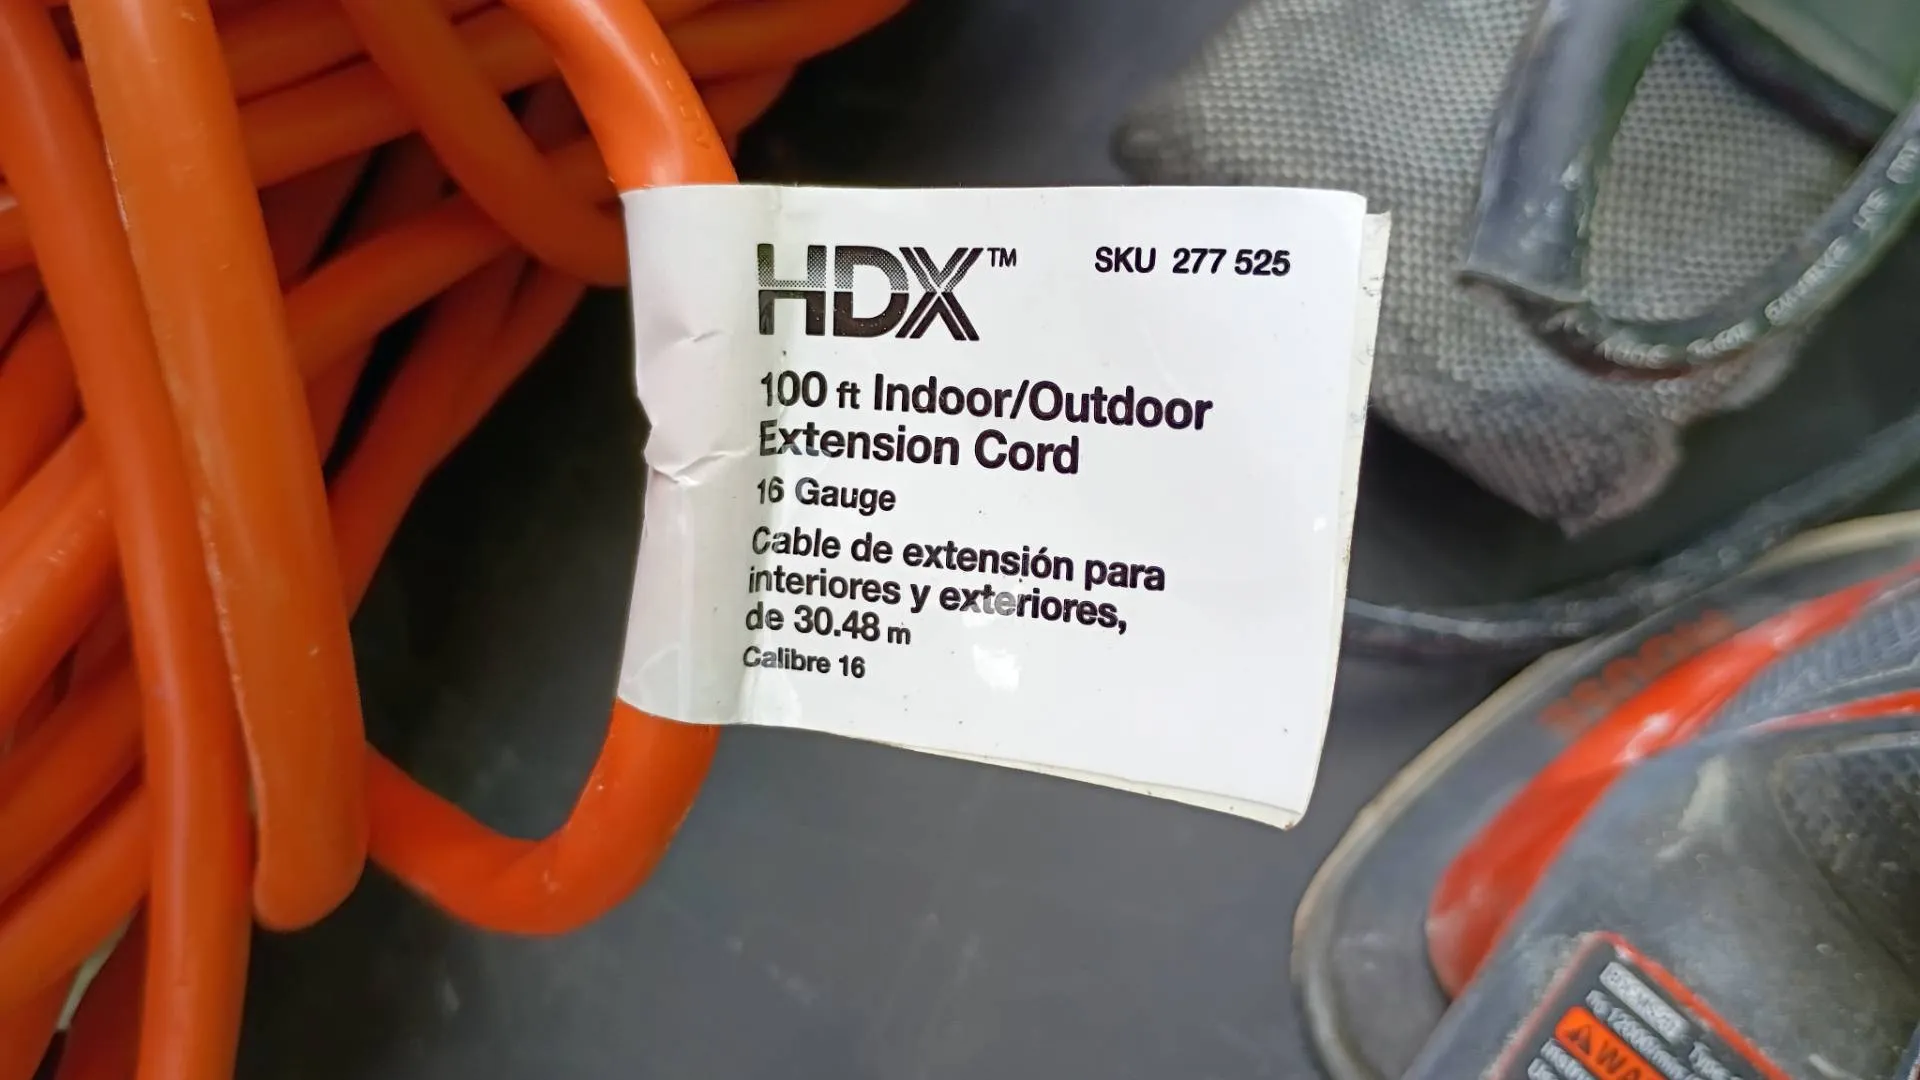 HDX™ SKU 277 525
100 ft Indoor/Outdoor
Extension Cord
16 Gauge
Cable de extensión para
interiores y exteriores,
de 30.48 m
Calibre 16